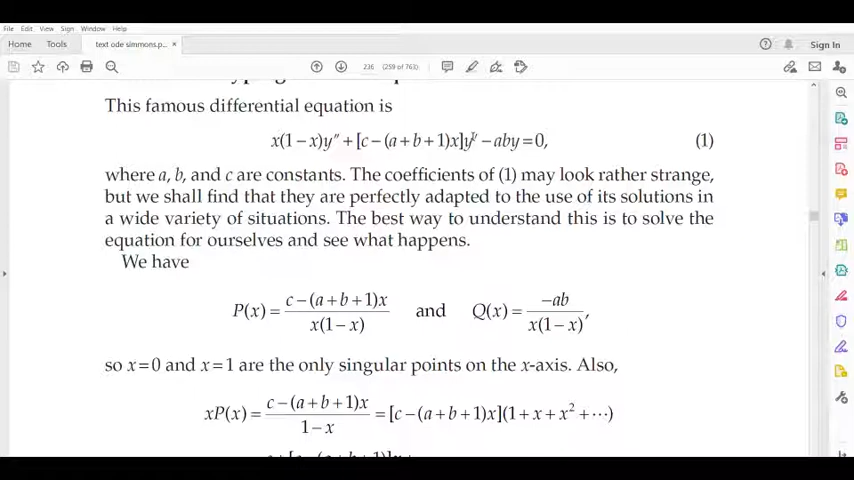 File Edit View Sign Window Help
Home Tools text ode simmons.p... × Sign In
236 (259 of 763)
This famous differential equation is
x(1 − x)y″ + [c − (a + b + 1)x]y′ − aby = 0, (1)
where a, b, and c are constants. The coefficients of (1) may look rather strange,
but we shall find that they are perfectly adapted to the use of its solutions in
a wide variety of situations. The best way to understand this is to solve the
equation for ourselves and see what happens.
We have
P(x) = c − (a + b + 1)x / x(1 − x) and Q(x) = −ab / x(1 − x),
so x = 0 and x = 1 are the only singular points on the x-axis. Also,
xP(x) = c − (a + b + 1)x / 1 − x = [c − (a + b + 1)x](1 + x + x² + ⋯)